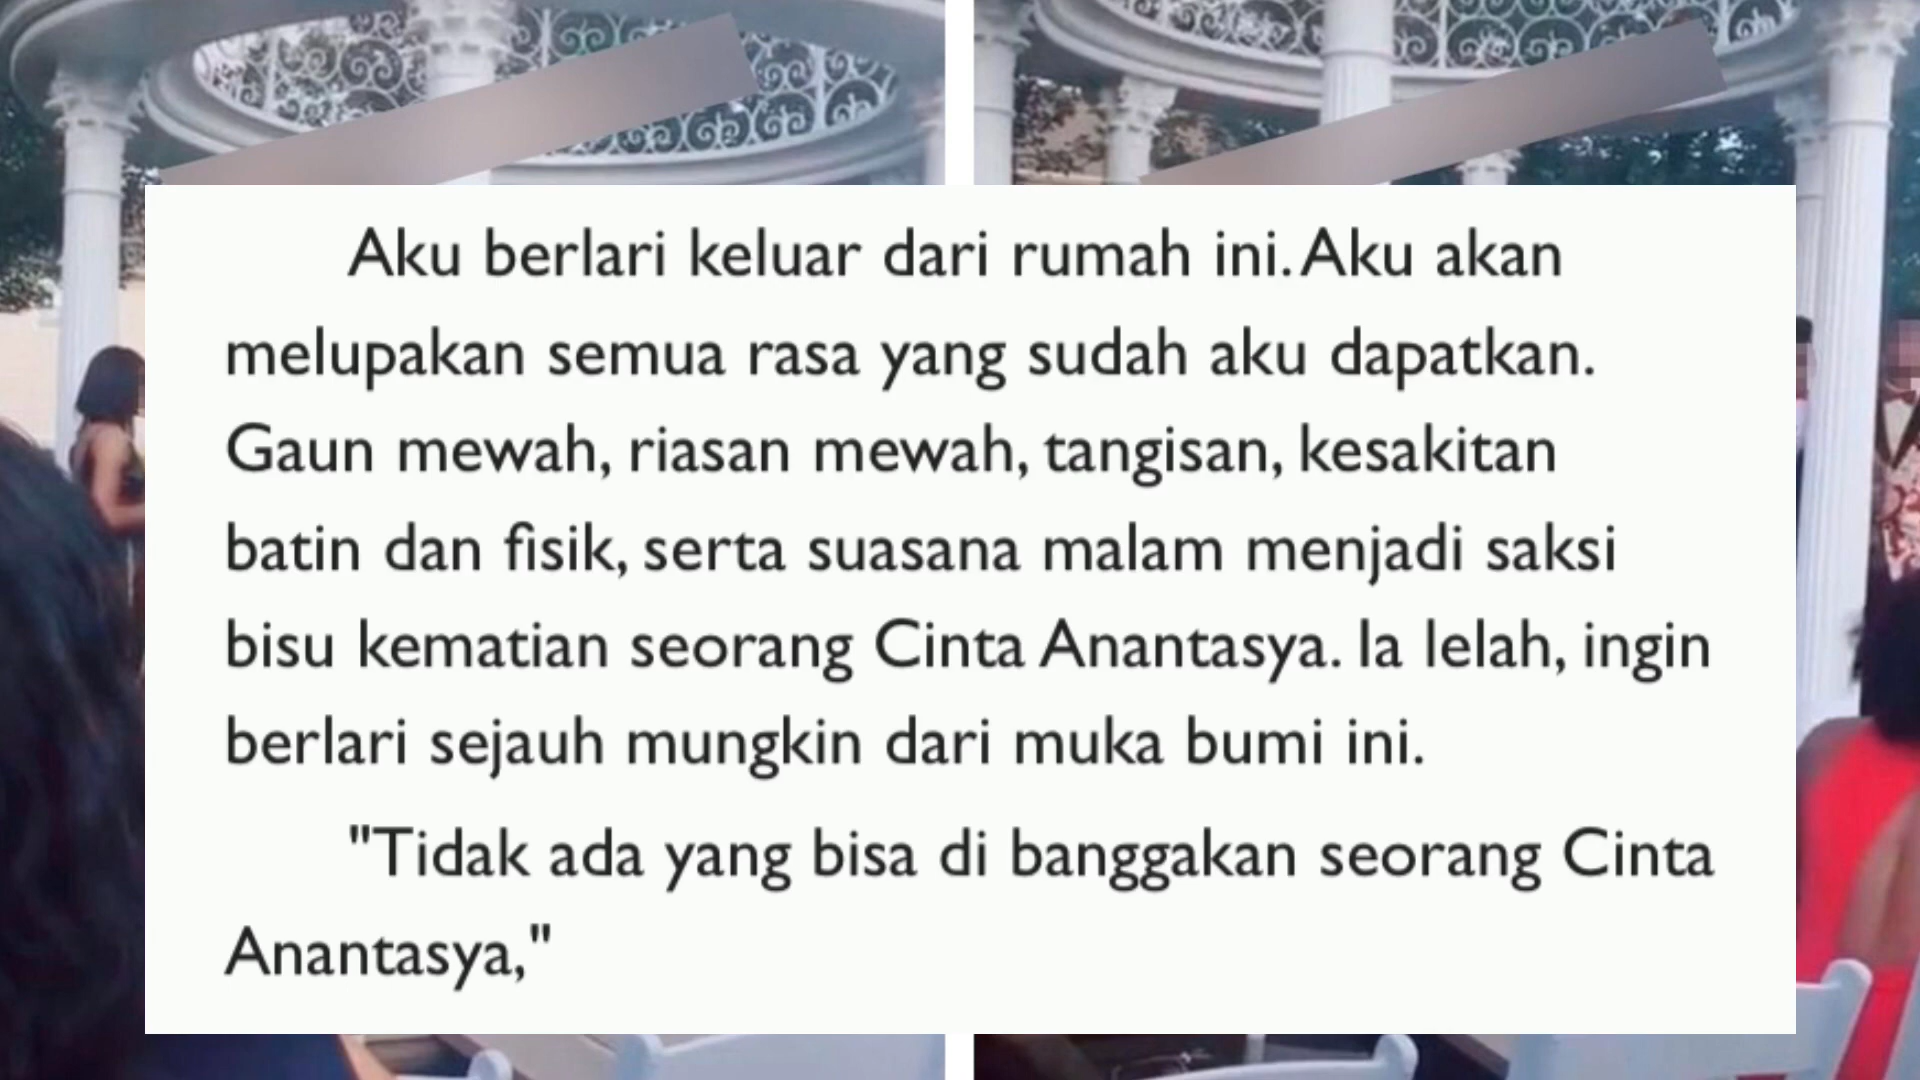 Aku berlari keluar dari rumah ini. Aku akan
melupakan semua rasa yang sudah aku dapatkan.
Gaun mewah, riasan mewah, tangisan, kesakitan
batin dan fisik, serta suasana malam menjadi saksi
bisu kematian seorang Cinta Anantasya. Ia lelah, ingin
berlari sejauh mungkin dari muka bumi ini.
"Tidak ada yang bisa di banggakan seorang Cinta
Anantasya,"